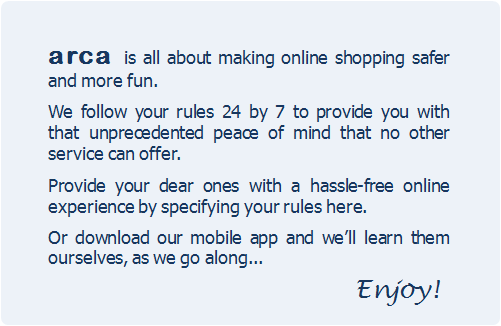 arca is all about making online shopping safer
and more fun.
We follow your rules 24 by 7 to provide you with
that unprecedented peace of mind that no other
service can offer.
Provide your dear ones with a hassle-free online
experience by specifying your rules here.
Or download our mobile app and we'll learn them
ourselves, as we go along...
Enjoy!